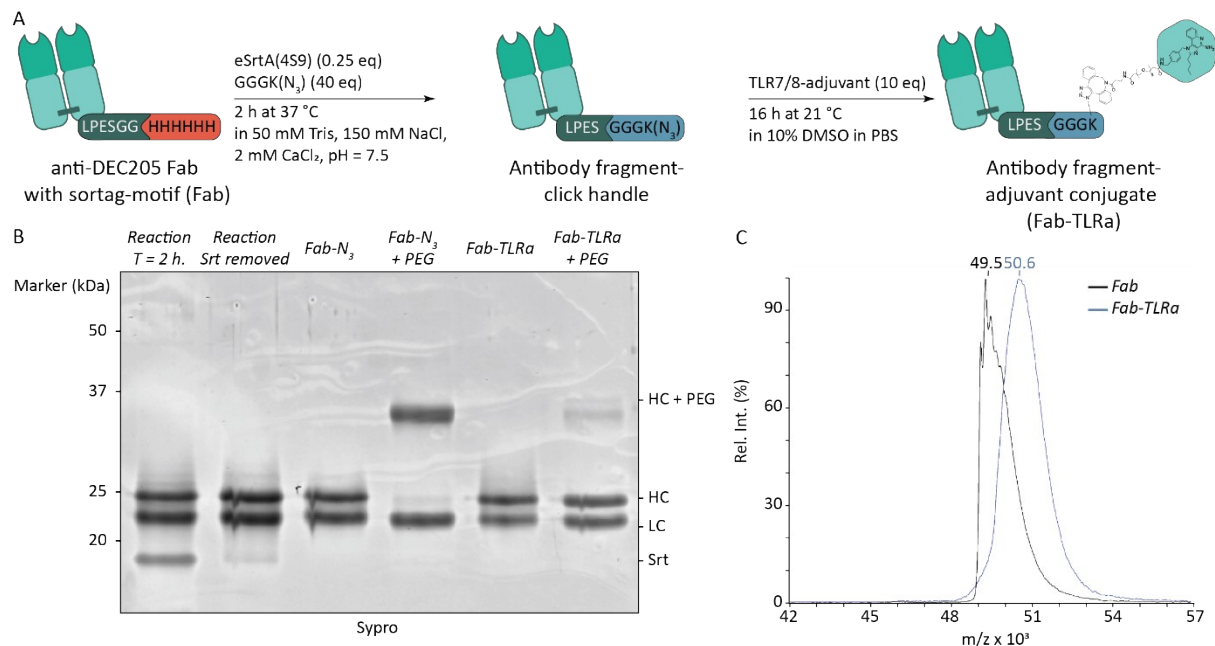 A
LPESGG HHHHHH
anti-DEC205 Fab
with sortag-motif (Fab)
eSrtA(4S9) (0.25 eq)
GGGK(N₃) (40 eq)
2 h at 37 °C
in 50 mM Tris, 150 mM NaCl,
2 mM CaCl₂, pH = 7.5
LPES GGGK(N₃)
Antibody fragment-
click handle
TLR7/8-adjuvant (10 eq)
16 h at 21 °C
in 10% DMSO in PBS
LPES GGGK
Antibody fragment-
adjuvant conjugate
(Fab-TLRa)
B
Reaction
T = 2 h.
Reaction
Srt removed
Fab-N₃
Fab-N₃
+ PEG
Fab-TLRa
Fab-TLRa
+ PEG
Marker (kDa)
50
37
25
20
HC + PEG
HC
LC
Srt
Sypro
C
49.5 50.6
Fab
Fab-TLRa
Rel. Int. (%)
90
60
30
0
42 45 48 51 54 57
m/z x 10³